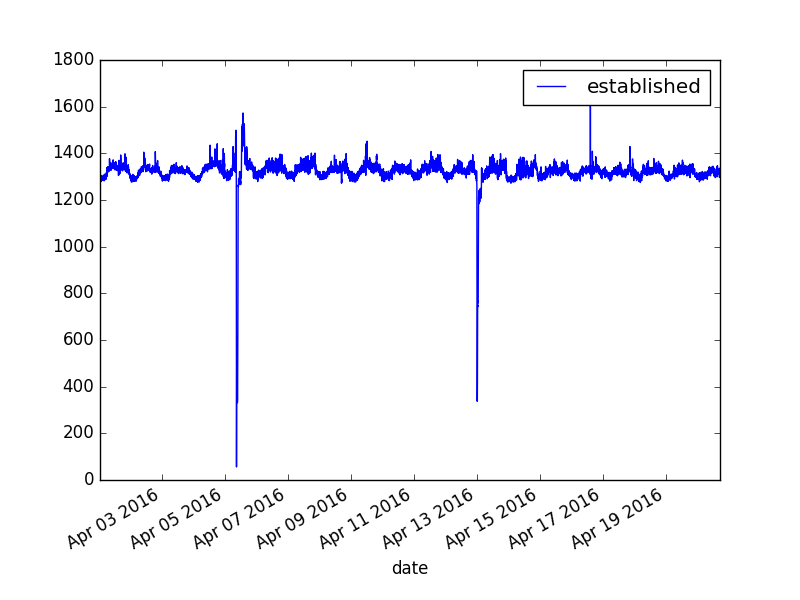 1800
1600
1400
1200
1000
800
600
400
200
0
established
Apr 03 2016
Apr 05 2016
Apr 07 2016
Apr 09 2016
Apr 11 2016
Apr 13 2016
Apr 15 2016
Apr 17 2016
Apr 19 2016
date